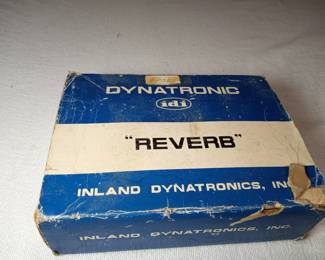 DYNATRONIC
idi
"REVERB"
INLAND DYNATRONICS, INC
INLAND DYNATRONICS, INC.